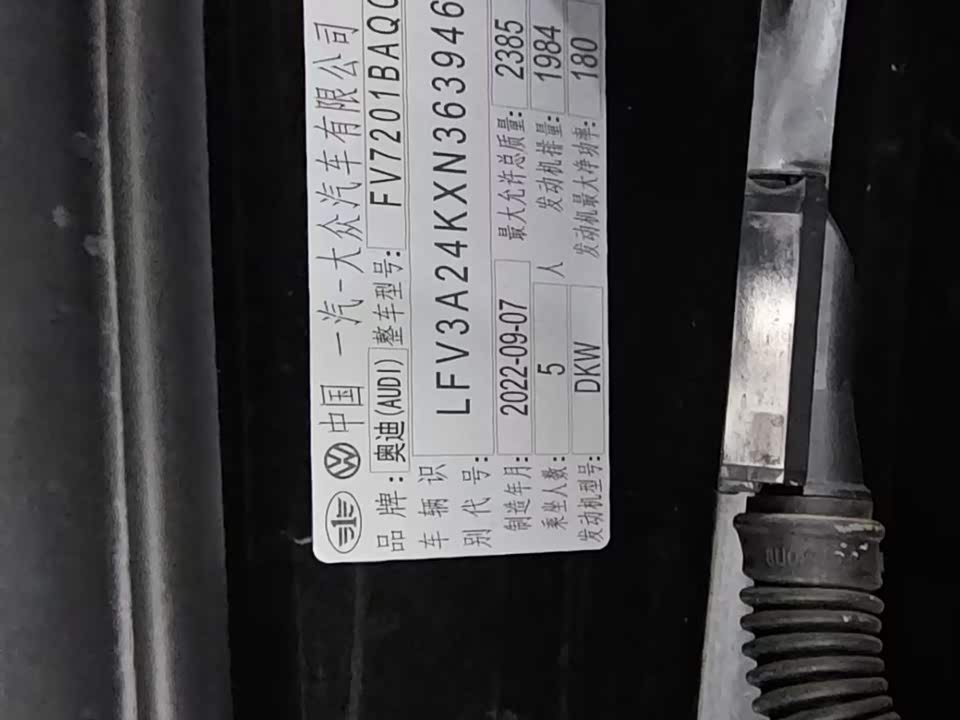 中国 一汽-大众汽车有限公司
品牌: 奥迪(AUDI) 整车型号: FV7201BAQ
车辆识别代号: LFV3A24KXN363946
制造年月: 2022-09-07 最大允许总质量: 2385
乘坐人数: 5 人 发动机排量: 1984
发动机型号: DKW 发动机最大净功率: 180